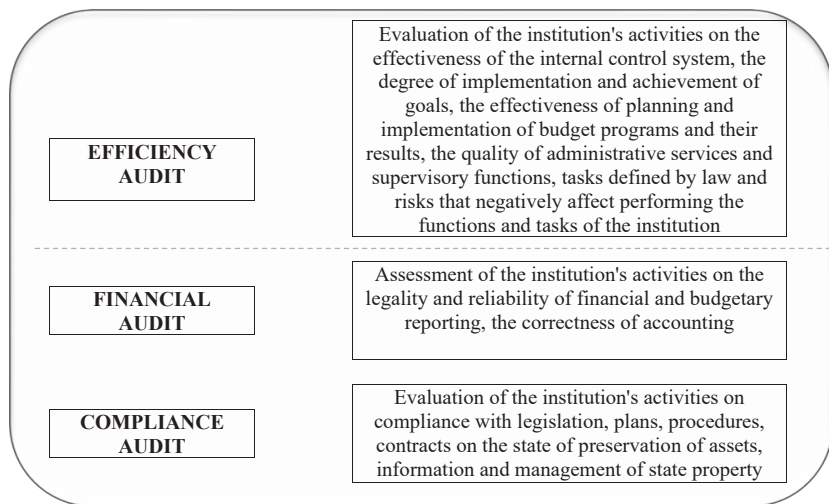 EFFICIENCY
AUDIT
Evaluation of the institution's activities on the
effectiveness of the internal control system, the
degree of implementation and achievement of
goals, the effectiveness of planning and
implementation of budget programs and their
results, the quality of administrative services and
supervisory functions, tasks defined by law and
risks that negatively affect performing the
functions and tasks of the institution
FINANCIAL
AUDIT
Assessment of the institution's activities on the
legality and reliability of financial and budgetary
reporting, the correctness of accounting
COMPLIANCE
AUDIT
Evaluation of the institution's activities on
compliance with legislation, plans, procedures,
contracts on the state of preservation of assets,
information and management of state property